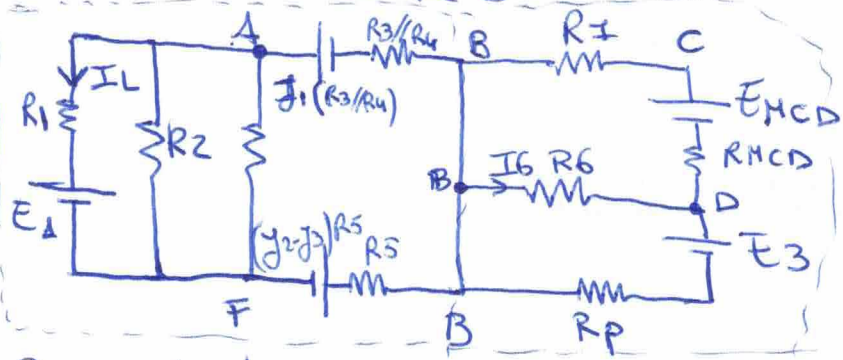 A
R3//R4
B
RI
C
IL
R1
R2
J1(R3//R4)
EMCD
RMCD
B
I6 R6
D
E1
(J2-J3)R5
R5
E3
F
B
Rp